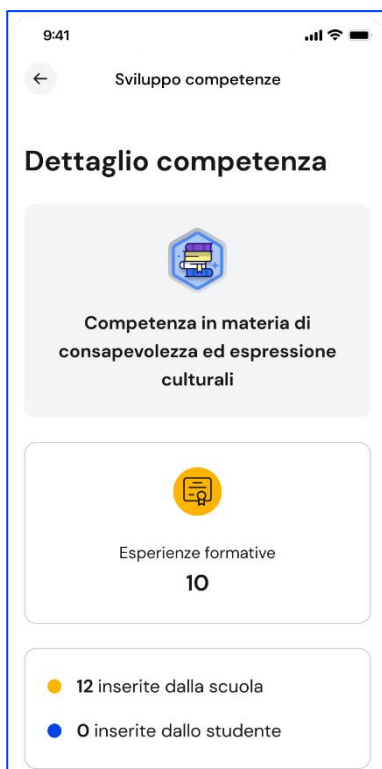 9:41
Sviluppo competenze
Dettaglio competenza
Competenza in materia di
consapevolezza ed espressione
culturali
Esperienze formative
10
12 inserite dalla scuola
0 inserite dallo studente